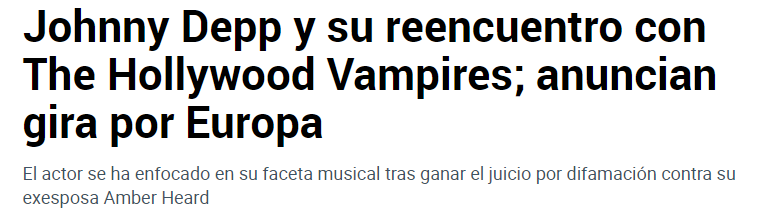 Johnny Depp y su reencuentro con
The Hollywood Vampires; anuncian
gira por Europa
El actor se ha enfocado en su faceta musical tras ganar el juicio por difamación contra su
exesposa Amber Heard